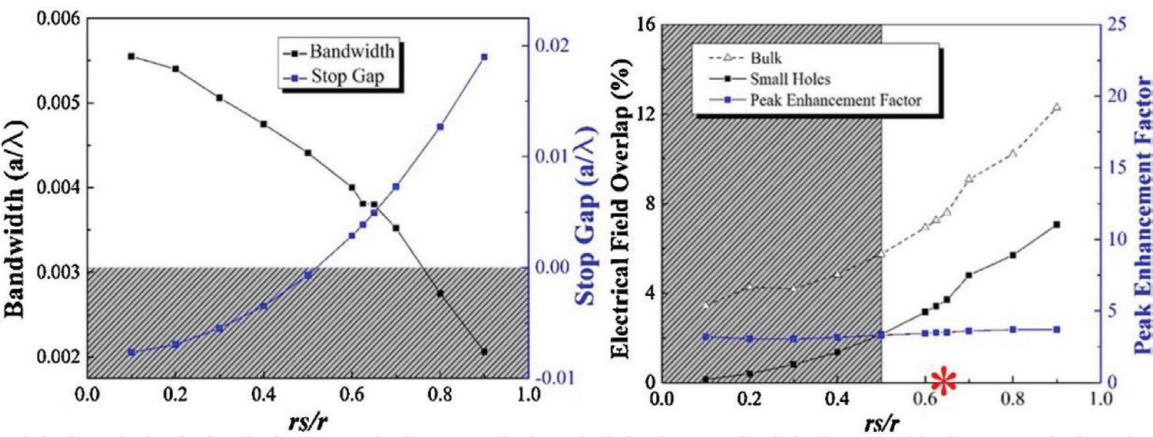 0.006
0.005
0.004
0.003
0.002
Bandwidth (a/λ)
Bandwidth
Stop Gap
0.02
0.01
0.00
-0.01
Stop Gap (a/λ)
0.0 0.2 0.4 0.6 0.8 1.0
rs/r
16
12
8
4
0
Electrical Field Overlap (%)
Bulk
Small Holes
Peak Enhancement Factor
25
20
15
10
5
0
Peak Enhancement Factor
0.0 0.2 0.4 0.6 0.8 1.0
rs/r